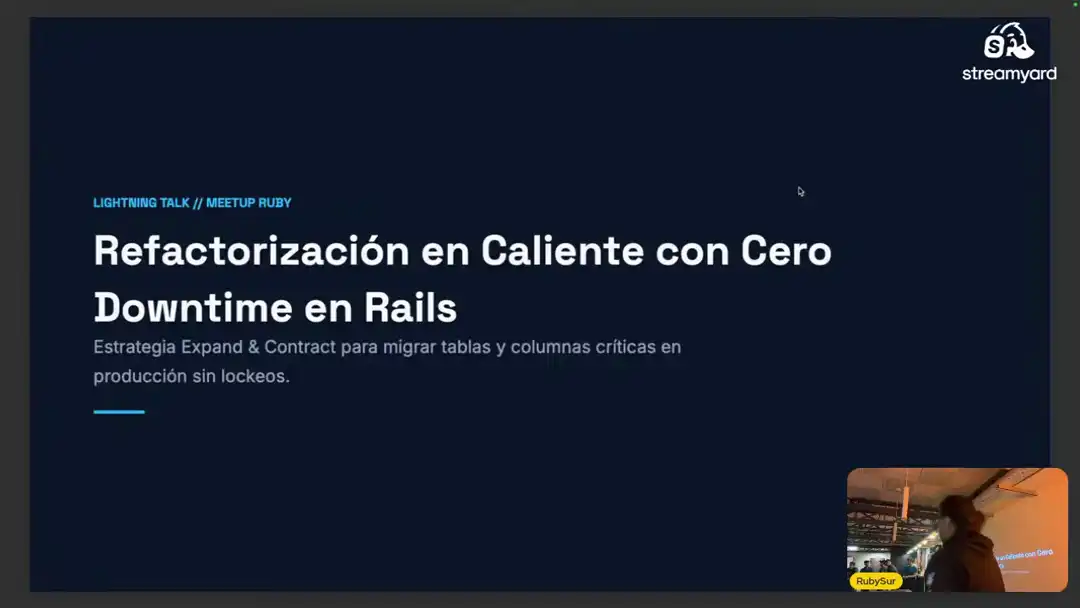 streamyard
LIGHTNING TALK // MEETUP RUBY
Refactorización en Caliente con Cero
Downtime en Rails
Estrategia Expand & Contract para migrar tablas y columnas críticas en
producción sin lockeos.
RubySur